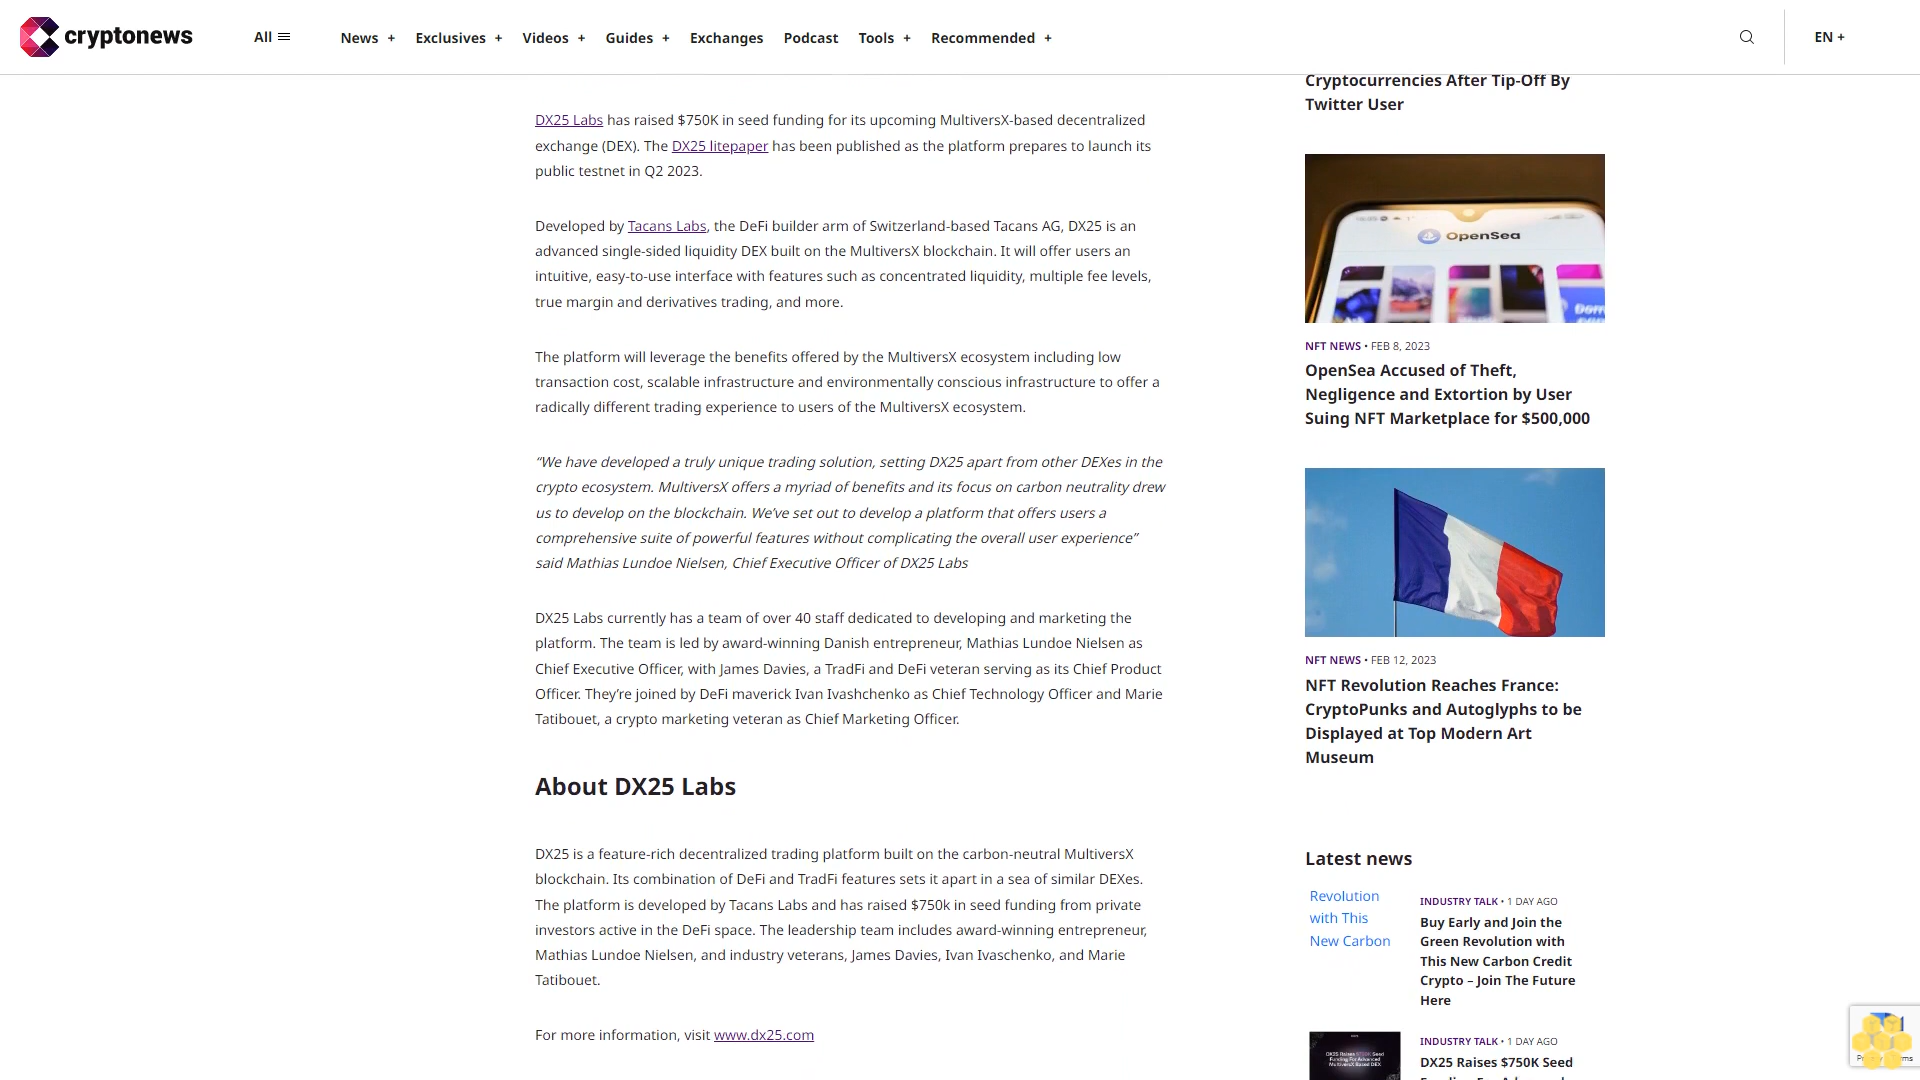 cryptonews
All
News +
Exclusives +
Videos +
Guides +
Exchanges
Podcast
Tools +
Recommended +
EN +
DX25 Labs has raised $750K in seed funding for its upcoming MultiversX-based decentralized
exchange (DEX). The DX25 litepaper has been published as the platform prepares to launch its
public testnet in Q2 2023.
Developed by Tacans Labs, the DeFi builder arm of Switzerland-based Tacans AG, DX25 is an
advanced single-sided liquidity DEX built on the MultiversX blockchain. It will offer users an
intuitive, easy-to-use interface with features such as concentrated liquidity, multiple fee levels,
true margin and derivatives trading, and more.
The platform will leverage the benefits offered by the MultiversX ecosystem including low
transaction cost, scalable infrastructure and environmentally conscious infrastructure to offer a
radically different trading experience to users of the MultiversX ecosystem.
“We have developed a truly unique trading solution, setting DX25 apart from other DEXes in the
crypto ecosystem. MultiversX offers a myriad of benefits and its focus on carbon neutrality drew
us to develop on the blockchain. We’ve set out to develop a platform that offers users a
comprehensive suite of powerful features without complicating the overall user experience”
said Mathias Lundoe Nielsen, Chief Executive Officer of DX25 Labs
DX25 Labs currently has a team of over 40 staff dedicated to developing and marketing the
platform. The team is led by award-winning Danish entrepreneur, Mathias Lundoe Nielsen as
Chief Executive Officer, with James Davies, a TradFi and DeFi veteran serving as its Chief Product
Officer. They’re joined by DeFi maverick Ivan Ivashchenko as Chief Technology Officer and Marie
Tatibouet, a crypto marketing veteran as Chief Marketing Officer.
About DX25 Labs
DX25 is a feature-rich decentralized trading platform built on the carbon-neutral MultiversX
blockchain. Its combination of DeFi and TradFi features sets it apart in a sea of similar DEXes.
The platform is developed by Tacans Labs and has raised $750k in seed funding from private
investors active in the DeFi space. The leadership team includes award-winning entrepreneur,
Mathias Lundoe Nielsen, and industry veterans, James Davies, Ivan Ivaschenko, and Marie
Tatibouet.
For more information, visit www.dx25.com
Cryptocurrencies After Tip-Off By
Twitter User
OpenSea
NFT NEWS • FEB 8, 2023
OpenSea Accused of Theft,
Negligence and Extortion by User
Suing NFT Marketplace for $500,000
NFT NEWS • FEB 12, 2023
NFT Revolution Reaches France:
CryptoPunks and Autoglyphs to be
Displayed at Top Modern Art
Museum
Latest news
Revolution
with This
New Carbon
INDUSTRY TALK • 1 DAY AGO
Buy Early and Join the
Green Revolution with
This New Carbon Credit
Crypto – Join The Future
Here
DX25 Raises $750K Seed
Funding For Advanced
MultiversX Based DEX
INDUSTRY TALK • 1 DAY AGO
DX25 Raises $750K Seed